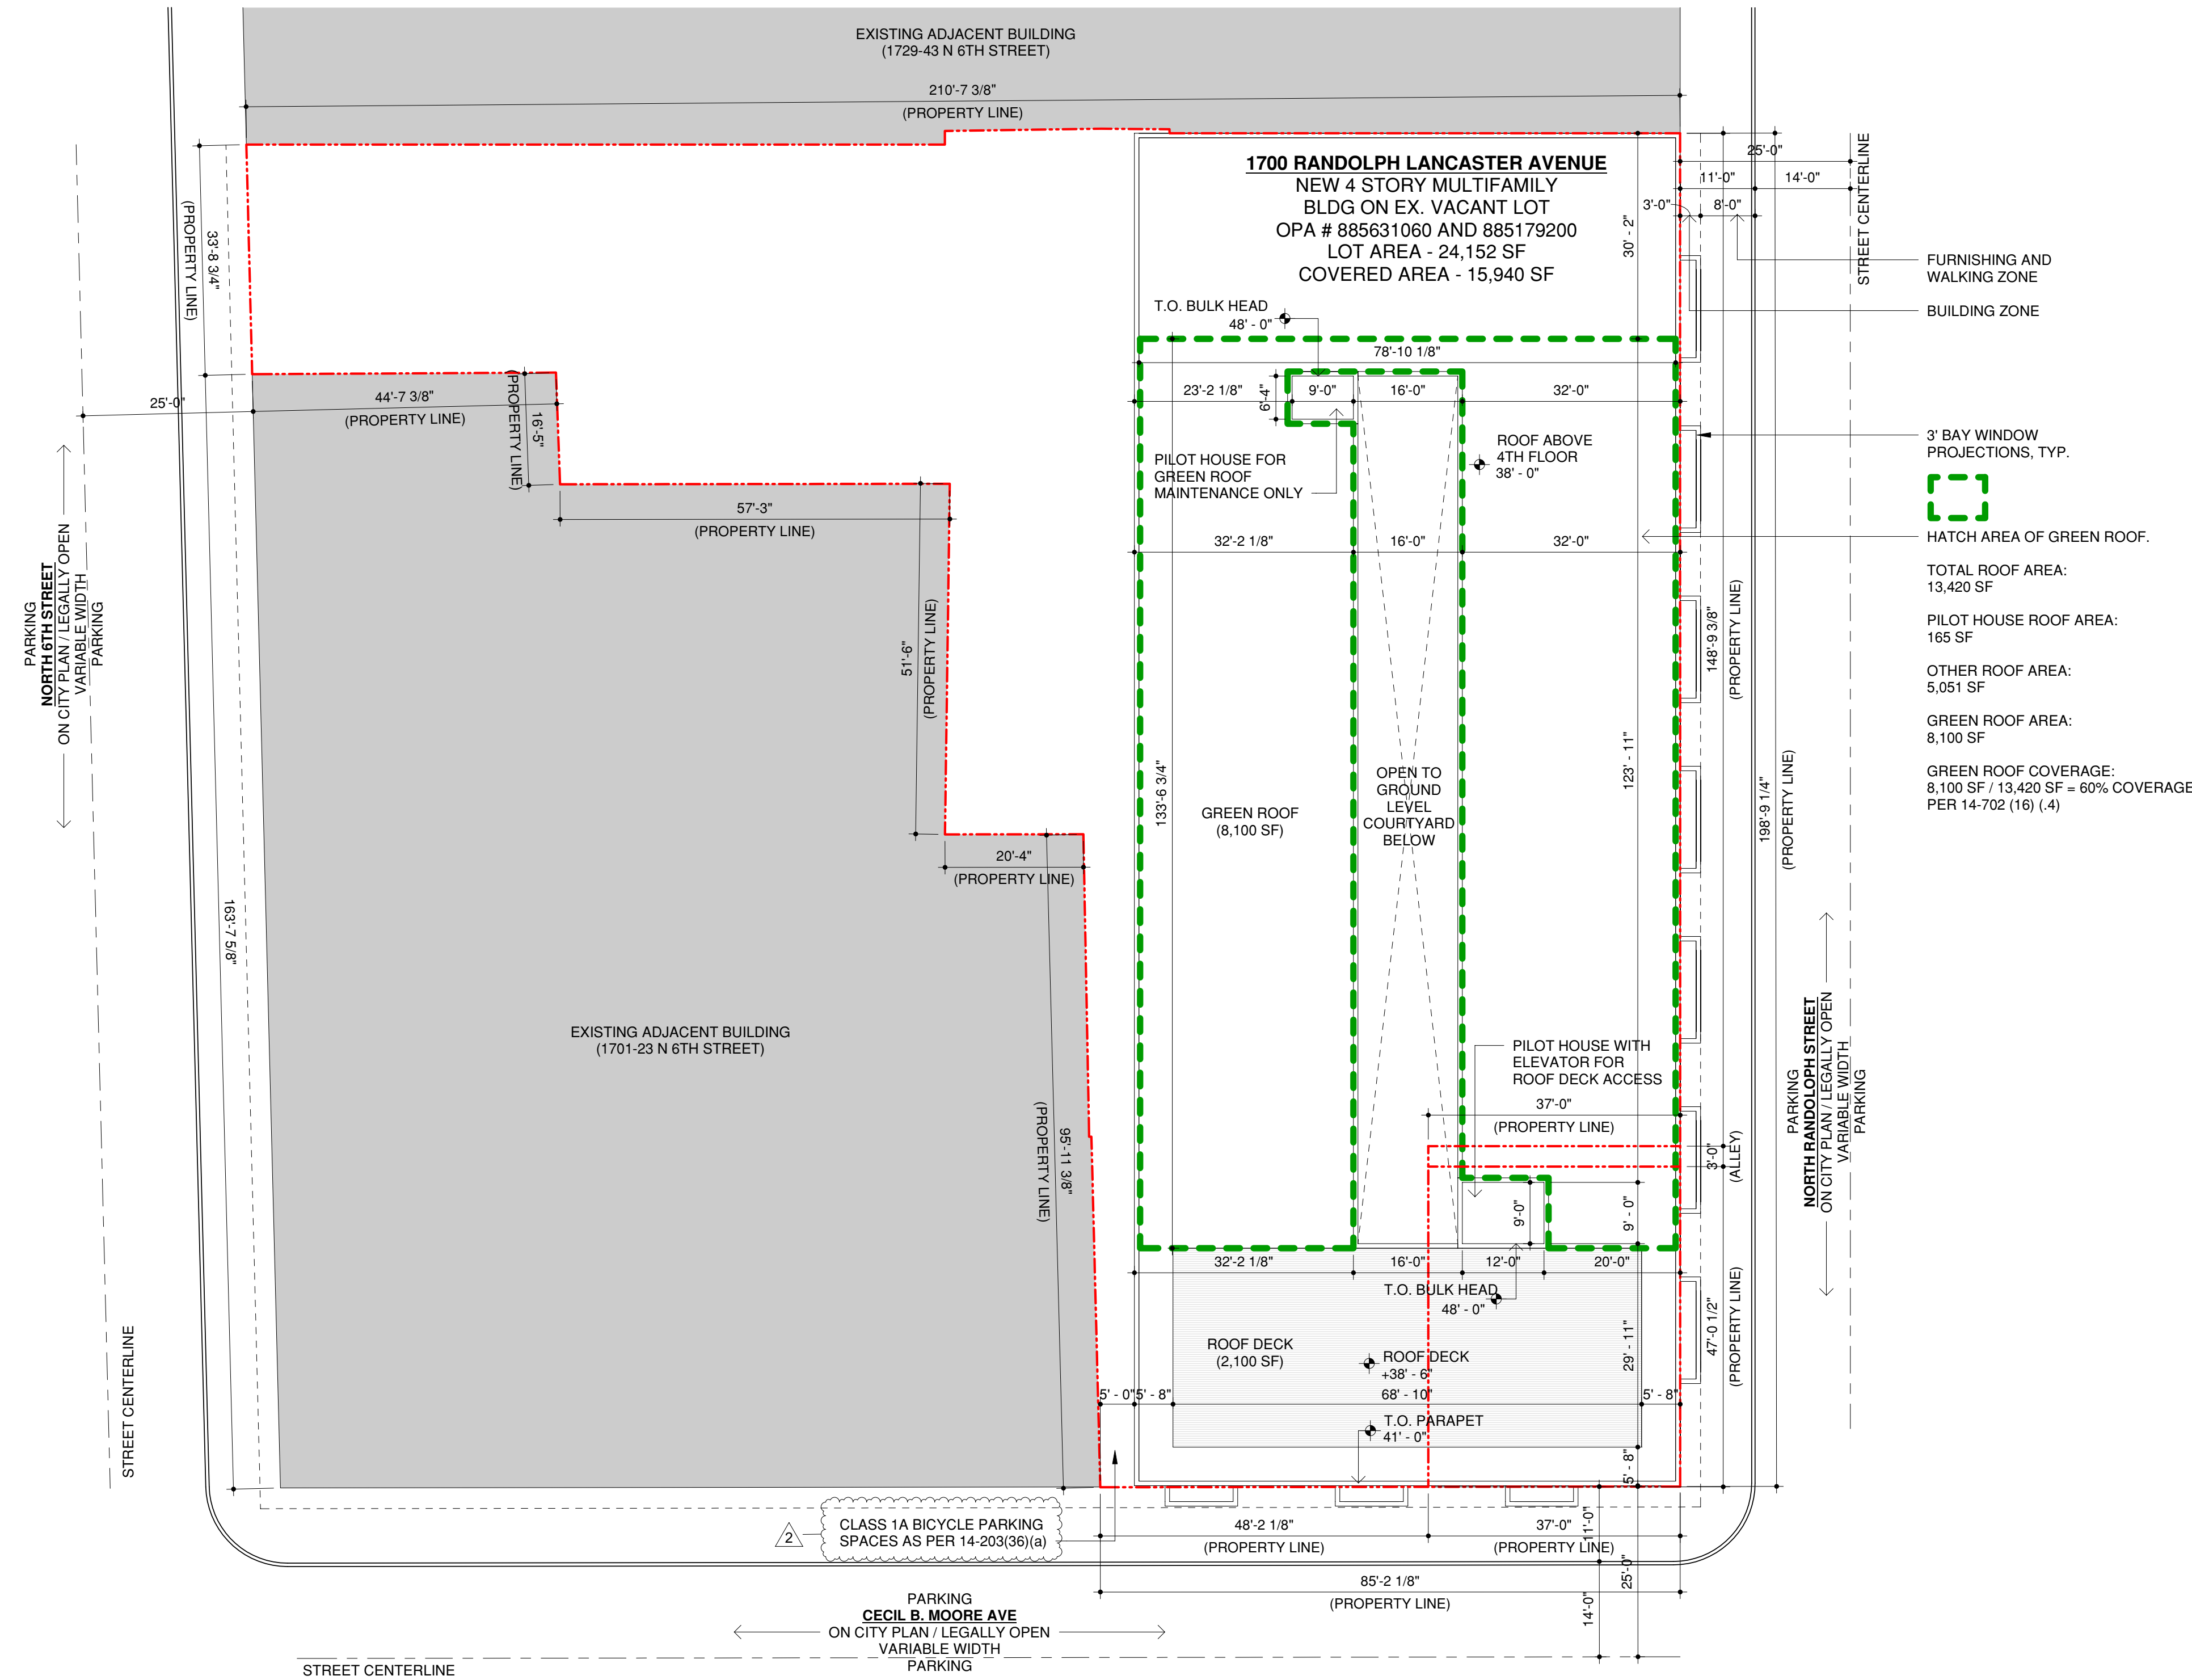 EXISTING ADJACENT BUILDING
(1729-43 N 6TH STREET)
210'-7 3/8"
(PROPERTY LINE)
1700 RANDOLPH LANCASTER AVENUE
NEW 4 STORY MULTIFAMILY
BLDG ON EX. VACANT LOT
OPA # 885631060 AND 885179200
LOT AREA - 24,152 SF
COVERED AREA - 15,940 SF
30' - 2"
25'-0"
11'-0"
14'-0"
3'-0"
8'-0"
STREET CENTERLINE
FURNISHING AND
WALKING ZONE
BUILDING ZONE
3' BAY WINDOW
PROJECTIONS, TYP.
HATCH AREA OF GREEN ROOF.
TOTAL ROOF AREA:
13,420 SF
PILOT HOUSE ROOF AREA:
165 SF
OTHER ROOF AREA:
5,051 SF
GREEN ROOF AREA:
8,100 SF
GREEN ROOF COVERAGE:
8,100 SF / 13,420 SF = 60% COVERAGE
PER 14-702 (16) (.4)
(PROPERTY LINE)
33'-8 3/4"
25'-0"
44'-7 3/8"
(PROPERTY LINE)
(PROPERTY LINE)
16'-5"
57'-3"
(PROPERTY LINE)
51'-6"
(PROPERTY LINE)
20'-4"
(PROPERTY LINE)
163'-7 5/8"
(PROPERTY LINE)
95'-11 3/8"
EXISTING ADJACENT BUILDING
(1701-23 N 6TH STREET)
PARKING
NORTH 6TH STREET
ON CITY PLAN / LEGALLY OPEN
VARIABLE WIDTH
PARKING
STREET CENTERLINE
T.O. BULK HEAD
48' - 0"
78'-10 1/8"
23'-2 1/8"
6'-4"
9'-0"
16'-0"
32'-0"
PILOT HOUSE FOR
GREEN ROOF
MAINTENANCE ONLY
ROOF ABOVE
4TH FLOOR
38' - 0"
32'-2 1/8"
16'-0"
32'-0"
133'-6 3/4"
GREEN ROOF
(8,100 SF)
OPEN TO
GROUND
LEVEL
COURTYARD
BELOW
123' - 11"
148'-9 3/8"
(PROPERTY LINE)
198'-9 1/4"
(PROPERTY LINE)
PILOT HOUSE WITH
ELEVATOR FOR
ROOF DECK ACCESS
37'-0"
(PROPERTY LINE)
3'-0"
(ALLEY)
9'-0"
9' - 0"
32'-2 1/8"
16'-0"
12'-0"
20'-0"
T.O. BULK HEAD
48' - 0"
ROOF DECK
(2,100 SF)
ROOF DECK
+38' - 6"
29' - 11"
47'-0 1/2"
(PROPERTY LINE)
5' - 0"
5' - 8"
68' - 10"
5' - 8"
T.O. PARAPET
41' - 0"
5' - 8"
PARKING
NORTH RANDOLPH STREET
ON CITY PLAN / LEGALLY OPEN
VARIABLE WIDTH
PARKING
2
CLASS 1A BICYCLE PARKING
SPACES AS PER 14-203(36)(a)
48'-2 1/8"
(PROPERTY LINE)
37'-0"
(PROPERTY LINE)
11'-0"
25'-0"
14'-0"
85'-2 1/8"
(PROPERTY LINE)
PARKING
CECIL B. MOORE AVE
ON CITY PLAN / LEGALLY OPEN
VARIABLE WIDTH
PARKING
STREET CENTERLINE